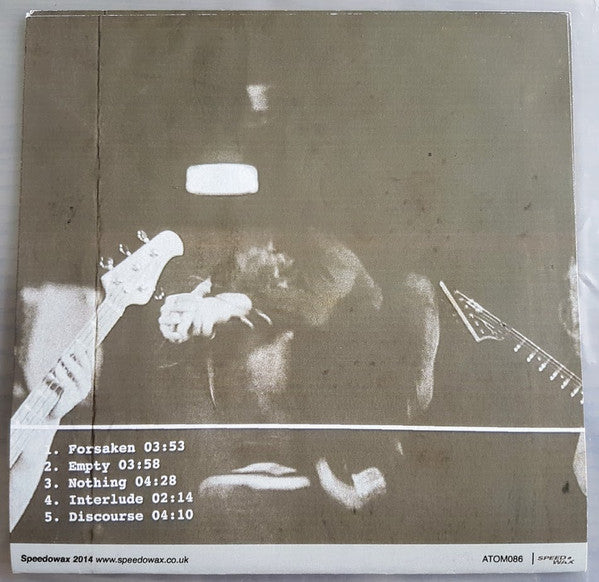 1. Forsaken 03:53
2. Empty 03:58
3. Nothing 04:28
4. Interlude 02:14
5. Discourse 04:10
Speedowax 2014 www.speedowax.co.uk
ATOM086
SPEEDO
WAX